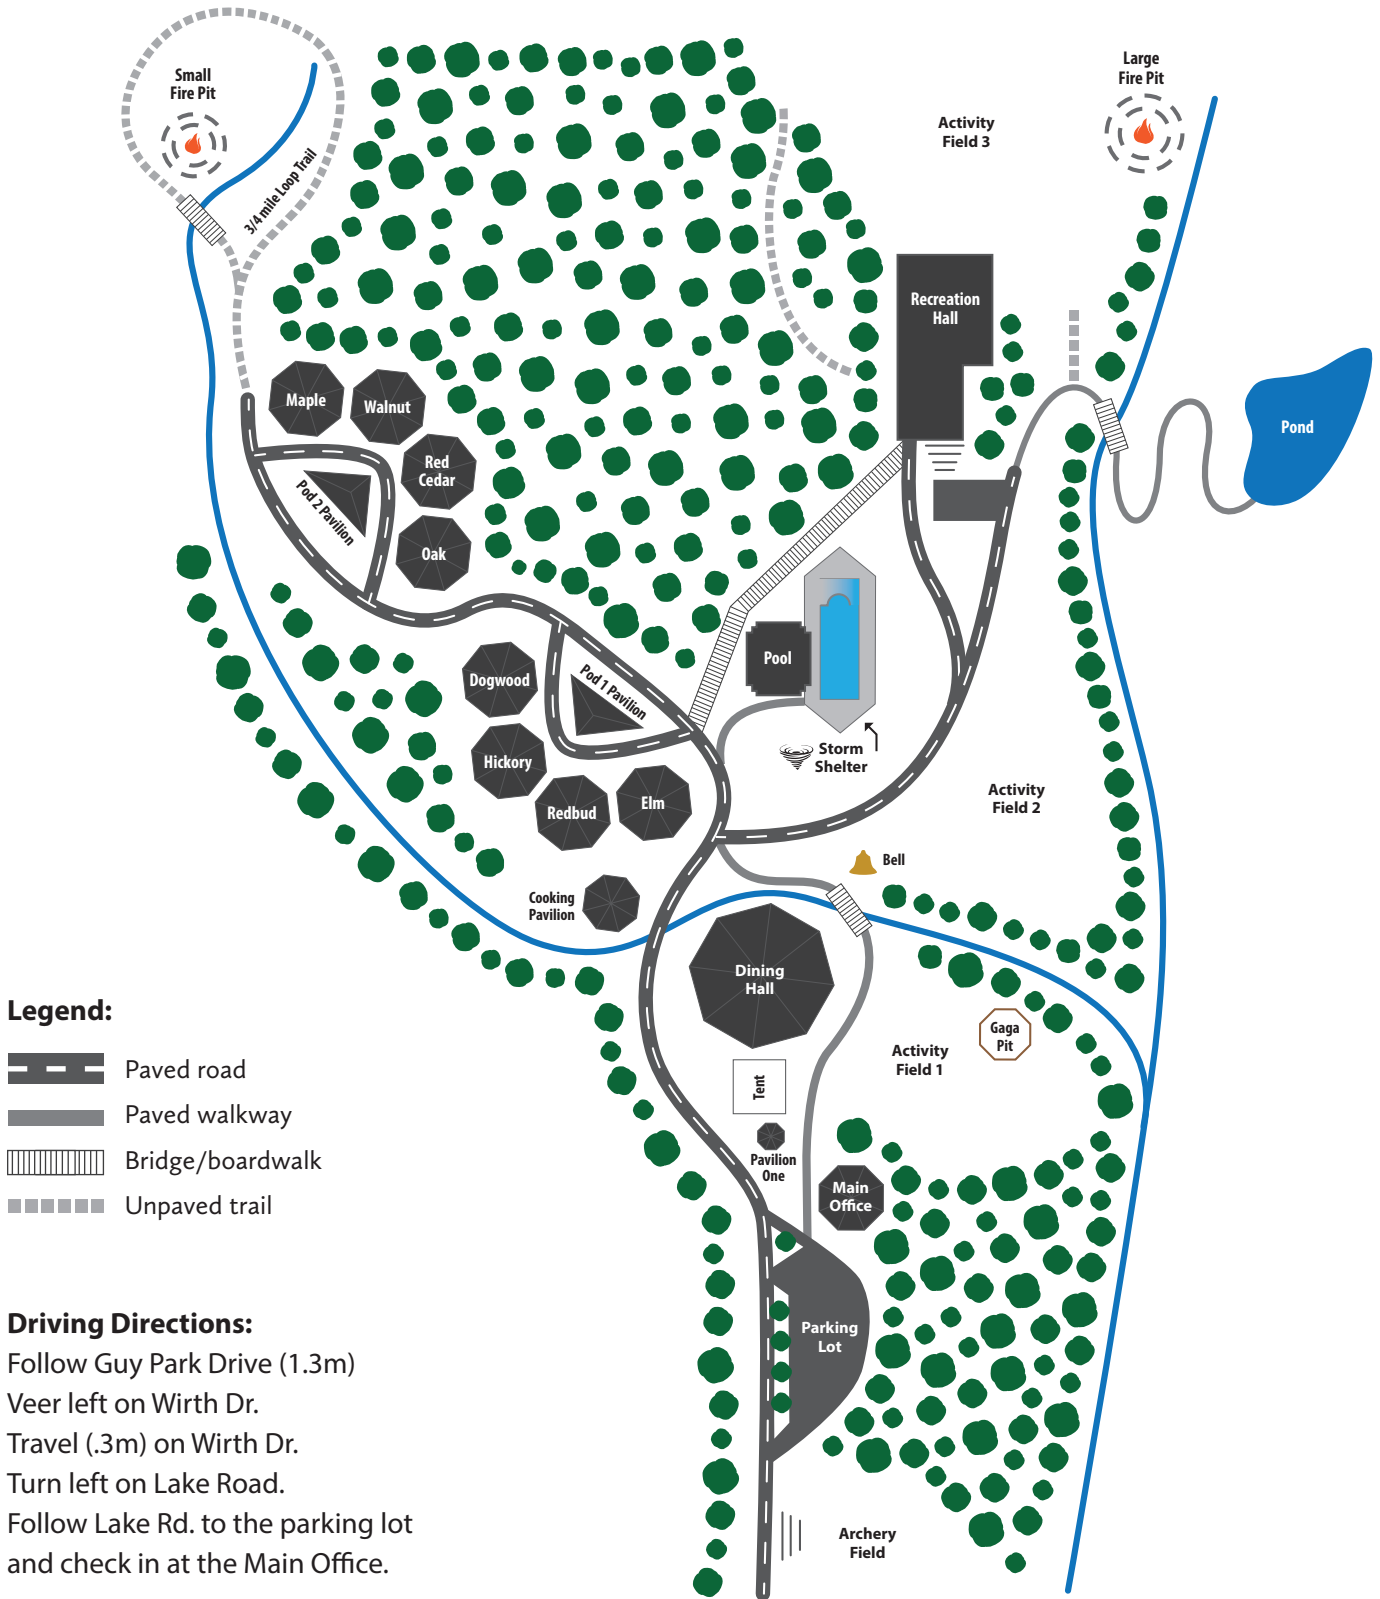 Small
Fire Pit
3/4 mile Loop Trail
Large
Fire Pit
Activity
Field 3
Recreation
Hall
Pond
Maple
Walnut
Red
Cedar
Oak
Pod 2 Pavilion
Dogwood
Pod 1 Pavilion
Hickory
Redbud
Elm
Pool
Storm
Shelter
Activity
Field 2
Bell
Cooking
Pavilion
Dining
Hall
Gaga
Pit
Activity
Field 1
Tent
Pavilion
One
Main
Office
Parking
Lot
Archery
Field
Legend:
Paved road
Paved walkway
Bridge/boardwalk
Unpaved trail
Driving Directions:
Follow Guy Park Drive (1.3m)
Veer left on Wirth Dr.
Travel (.3m) on Wirth Dr.
Turn left on Lake Road.
Follow Lake Rd. to the parking lot
and check in at the Main Office.